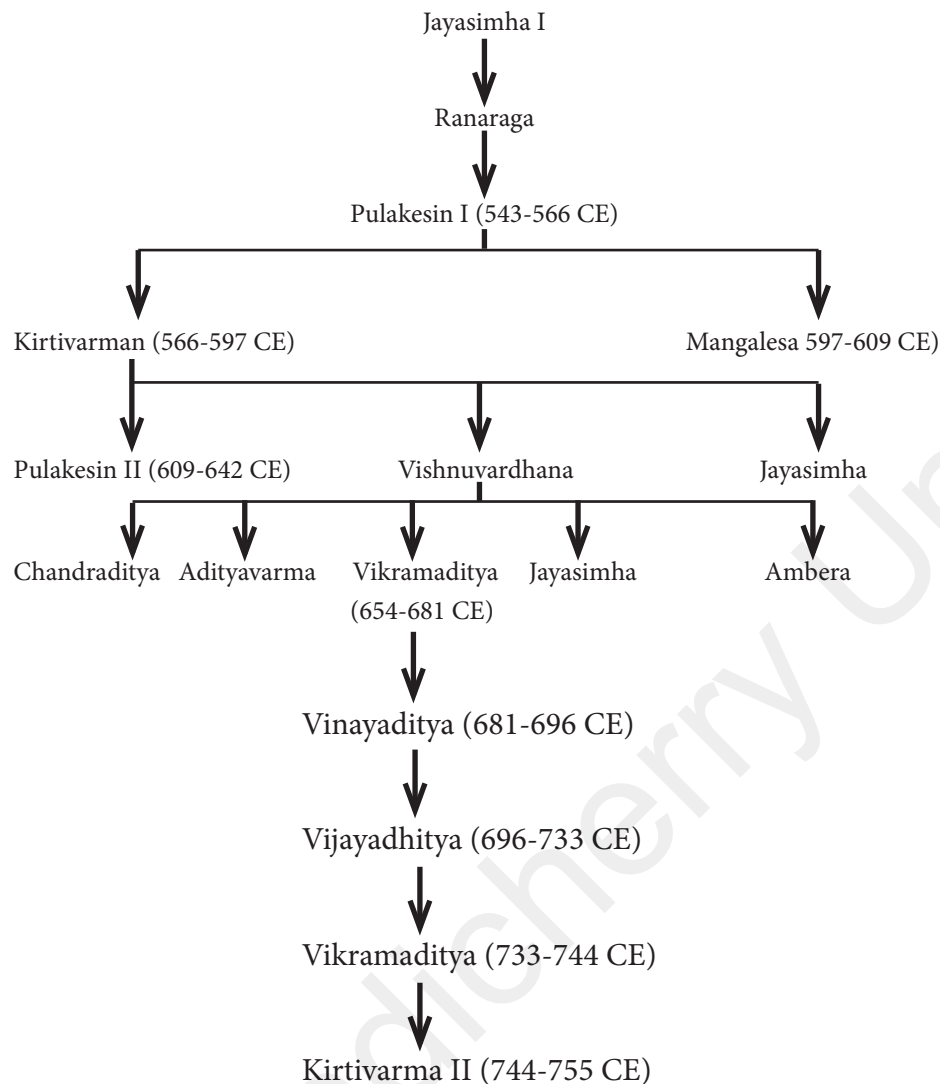 Jayasimha I
Ranaraga
Pulakesin I (543-566 CE)
Kirtivarman (566-597 CE)
Mangalesa 597-609 CE)
Pulakesin II (609-642 CE)
Vishnuvardhana
Jayasimha
Chandraditya
Adityavarma
Vikramaditya
(654-681 CE)
Jayasimha
Ambera
Vinayaditya (681-696 CE)
Vijayadhitya (696-733 CE)
Vikramaditya (733-744 CE)
Kirtivarma II (744-755 CE)